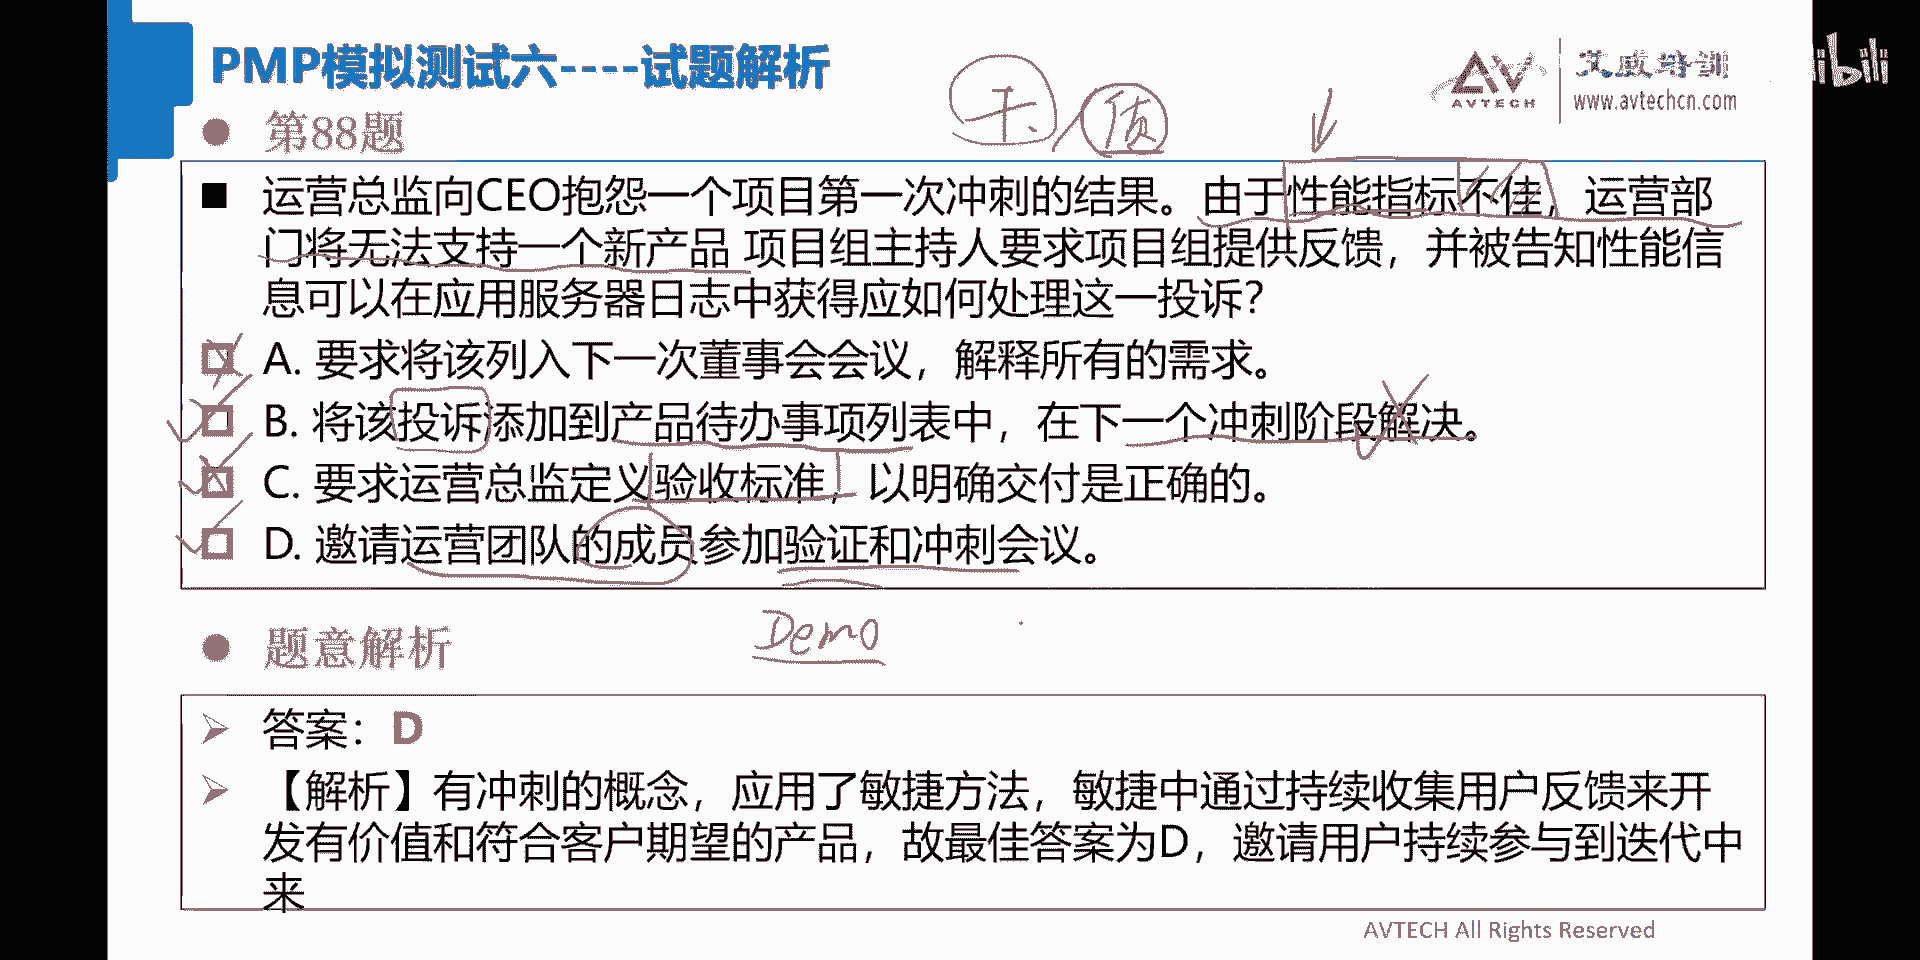 PMP模拟测试六----试题解析
AVTECH
艾威培训
www.avtechcn.com
第88题
运营总监向CEO抱怨一个项目第一次冲刺的结果。由于性能指标不佳，运营部
门将无法支持一个新产品 项目组主持人要求项目组提供反馈，并被告知性能信
息可以在应用服务器日志中获得应如何处理这一投诉？
A. 要求将该列入下一次董事会会议，解释所有的需求。
B. 将该投诉添加到产品待办事项列表中，在下一个冲刺阶段解决。
C. 要求运营总监定义验收标准，以明确交付是正确的。
D. 邀请运营团队的成员参加验证和冲刺会议。
Demo
题意解析
答案： D
【解析】有冲刺的概念，应用了敏捷方法，敏捷中通过持续收集用户反馈来开
发有价值和符合客户期望的产品，故最佳答案为D，邀请用户持续参与到迭代中
来
AVTECH All Rights Reserved